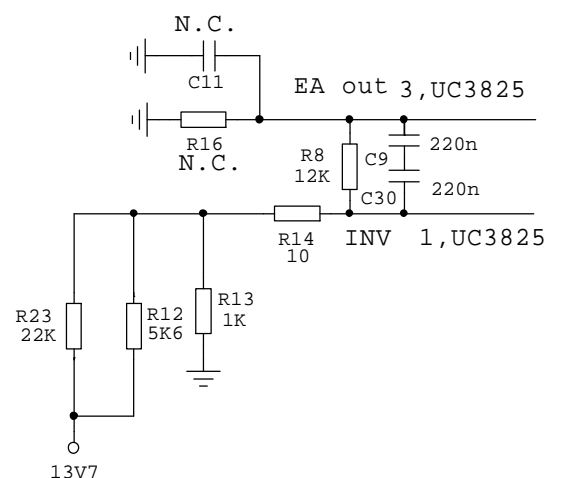 N.C.
C11
EA out 3,UC3825
R16
N.C.
R8
12K
C9
220n
C30
220n
R14
10
INV 1,UC3825
R23
22K
R12
5K6
R13
1K
13V7